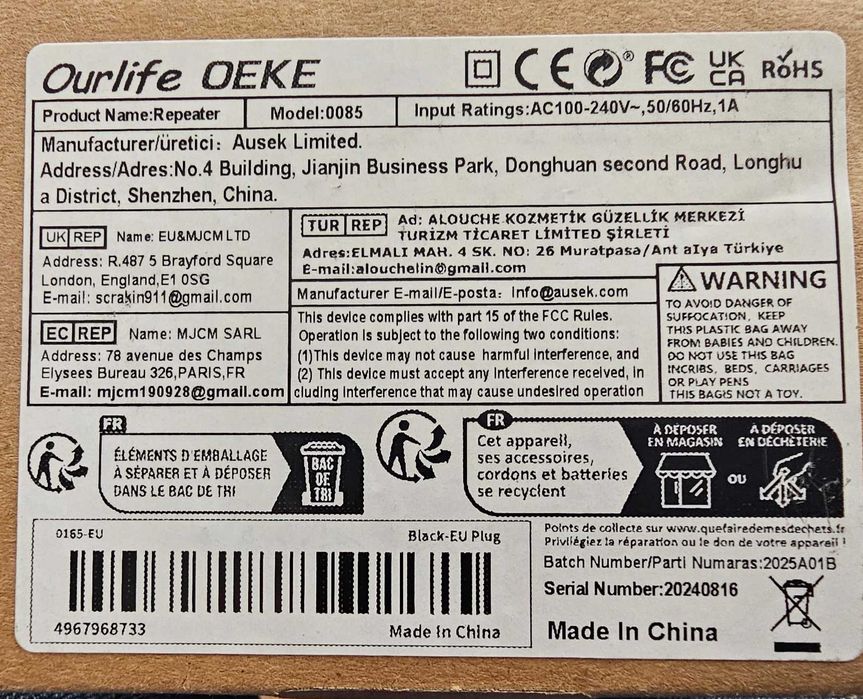 Ourlife OEKE
CE FC UK CA RoHS
Product Name:Repeater
Model:0085
Input Ratings:AC100-240V~,50/60Hz,1A
Manufacturer/üretici: Ausek Limited.
Address/Adres:No.4 Building, Jianjin Business Park, Donghuan second Road, Longhu
a District, Shenzhen, China.
UK REP Name: EU&MJCM LTD
Address: R.487 5 Brayford Square
London, England,E1 0SG
E-mail: scrakin911@gmail.com
EC REP Name: MJCM SARL
Address: 78 avenue des Champs
Elysees Bureau 326,PARIS,FR
E-mail: mjcm190928@gmail.com
TUR REP Ad: ALOUCHE KOZMETİK GÜZELLİK MERKEZİ
TURİZM TİCARET LİMİTED ŞİRLETİ
Adres:ELMALI MAH. 4 SK. NO: 26 Muratpasa/Ant alya Türkiye
E-mail:alouchelin@gmail.com
Manufacturer E-mail/E-posta: Info@ausek.com
This device complies with part 15 of the FCC Rules.
Operation is subject to the following two conditions:
(1)This device may not cause harmful Interference, and
(2) This device must accept any Interference received, in
cluding Interference that may cause undesired operation
WARNING
TO AVOID DANGER OF
SUFFOCATION, KEEP
THIS PLASTIC BAG AWAY
FROM BABIES AND CHILDREN.
DO NOT USE THIS BAG
INCRIBS, BEDS, CARRIAGES
OR PLAY PENS
THIS BAGIS NOT A TOY.
FR
ÉLÉMENTS D'EMBALLAGE
À SÉPARER ET À DÉPOSER
DANS LE BAC DE TRI
BAC
DE
TRI
FR
Cet appareil,
ses accessoires,
cordons et batteries
se recyclent
À DÉPOSER
EN MAGASIN
OU
À DÉPOSER
EN DÉCHÈTERIE
Points de collecte sur www.quefairedemesdechets.fr
Privilégiez la réparation ou le don de votre appareil !
0165-EU
Black-EU Plug
4967968733
Made In China
Batch Number/Parti Numaras:2025A01B
Serial Number:20240816
Made In China